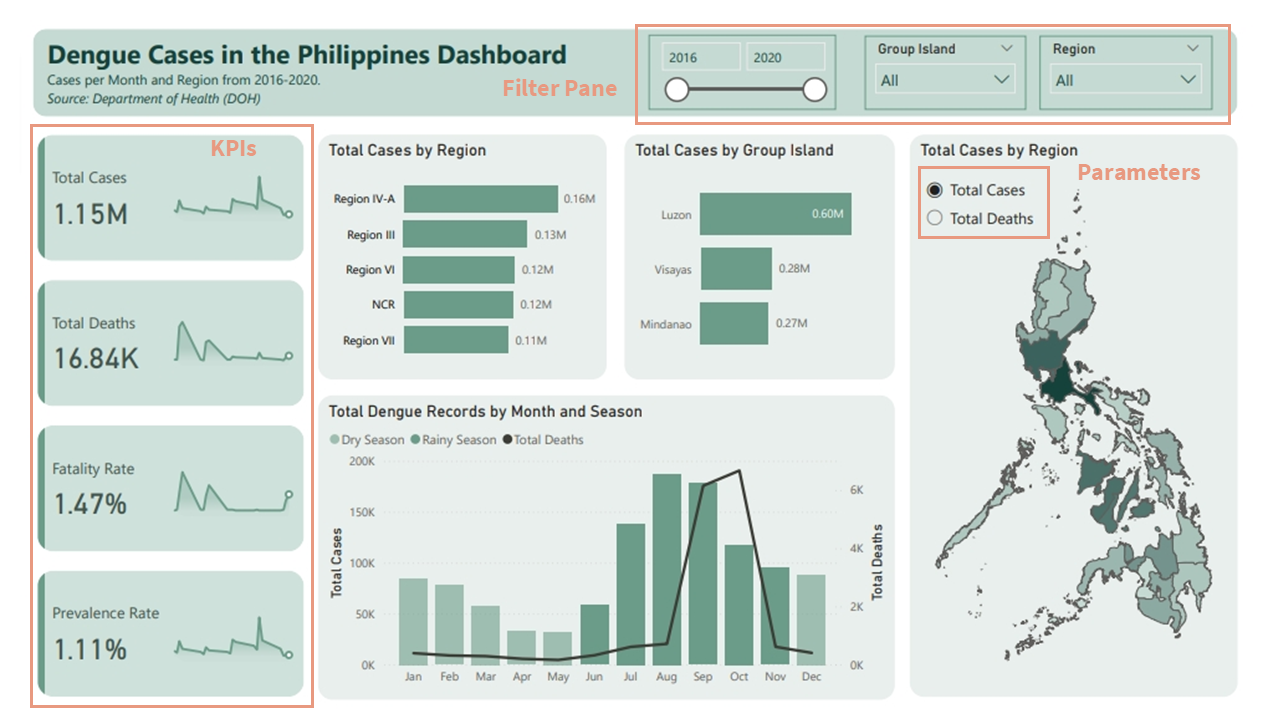 Dengue Cases in the Philippines Dashboard
Cases per Month and Region from 2016-2020.
Source: Department of Health (DOH)
Filter Pane
2016
2020
Group Island
All
Region
All
KPIs
Total Cases
1.15M
Total Deaths
16.84K
Fatality Rate
1.47%
Prevalence Rate
1.11%
Total Cases by Region
Region IV-A
0.16M
Region III
0.13M
Region VI
0.12M
NCR
0.12M
Region VII
0.11M
Total Cases by Group Island
Luzon
0.60M
Visayas
0.28M
Mindanao
0.27M
Total Dengue Records by Month and Season
Dry Season Rainy Season Total Deaths
Total Cases
200K
150K
100K
50K
0K
Total Deaths
6K
4K
2K
0K
Jan Feb Mar Apr May Jun Jul Aug Sep Oct Nov Dec
Total Cases by Region
Parameters
Total Cases
Total Deaths